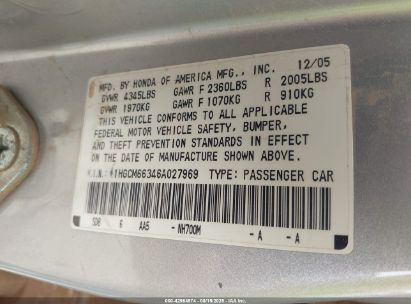 MFD. BY HONDA OF AMERICA MFG., INC. 12/05
GVWR 4345LBS GAWR F 2360LBS R 2005LBS
GVWR 1970KG GAWR F 1070KG R 910KG
THIS VEHICLE CONFORMS TO ALL APPLICABLE
FEDERAL MOTOR VEHICLE SAFETY, BUMPER,
AND THEFT PREVENTION STANDARDS IN EFFECT
ON THE DATE OF MANUFACTURE SHOWN ABOVE.
V.I.N.: 1HGCM66346A027969 TYPE: PASSENGER CAR
SDB 6 AA5 - NH700M - A - A